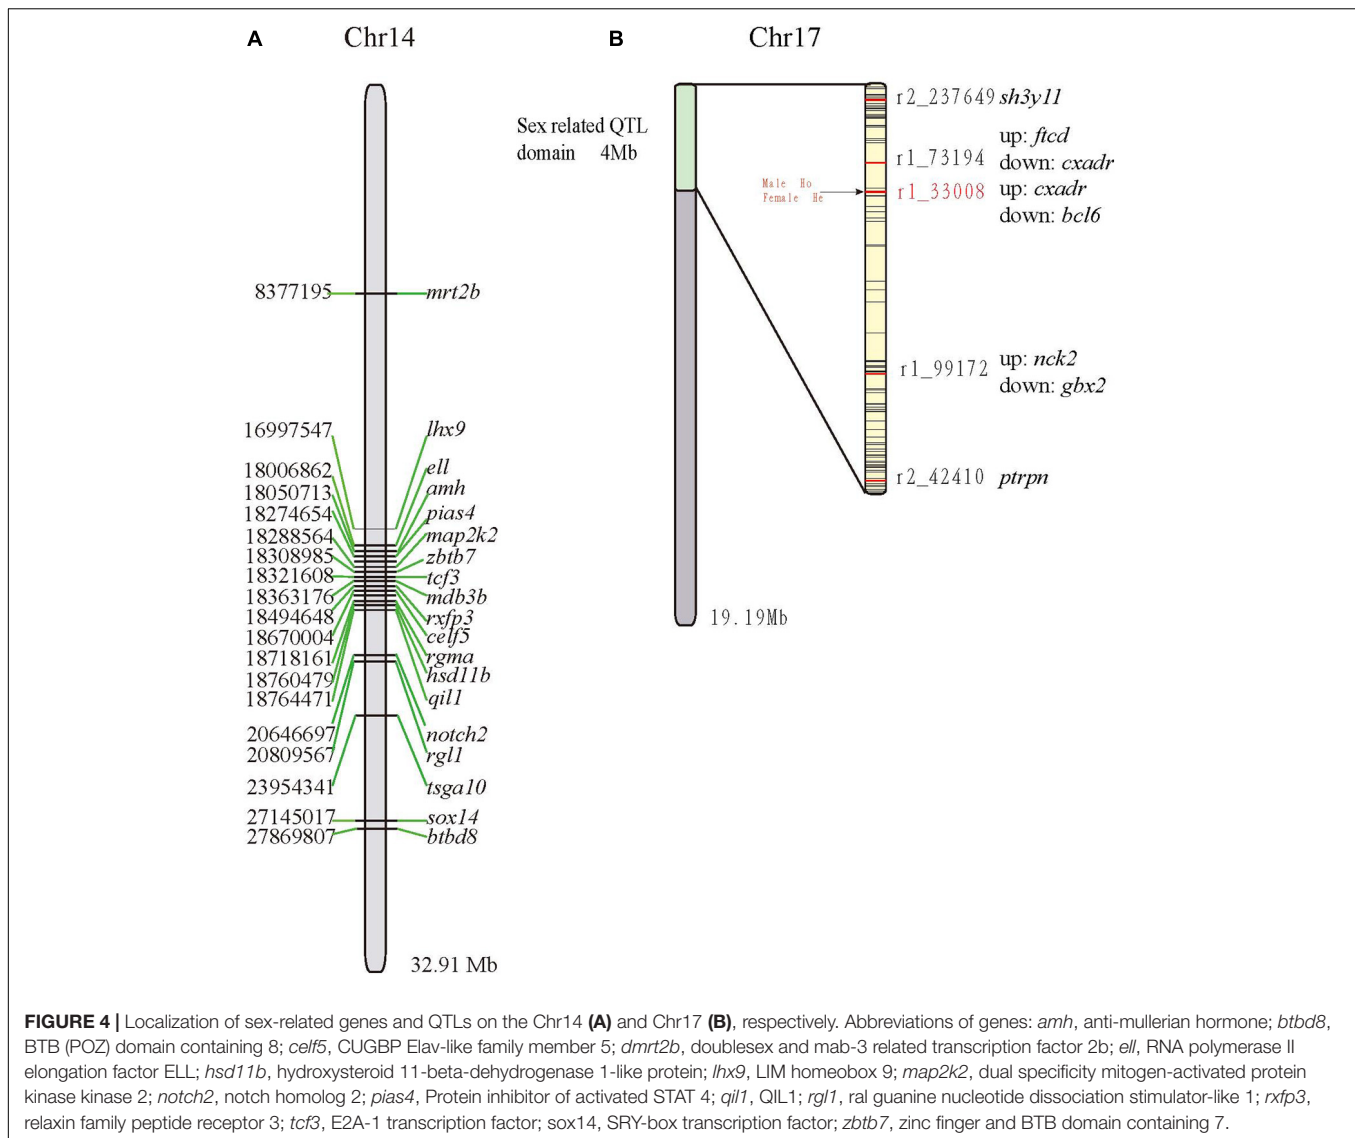 A Chr14
B Chr17
8377195 mrt2b
16997547 lhx9
18006862 ell
18050713 amh
18274654 pias4
18288564 map2k2
18308985 zbtb7
18321608 tcf3
18363176 mdb3b
18494648 rxfp3
18670004 celf5
18718161 rgma
18760479 hsd11b
18764471 qil1
20646697 notch2
20809567 rgl1
23954341 tsga10
27145017 sox14
27869807 btbd8
32.91 Mb
Sex related QTL
domain 4Mb
Male Ho
Female He
r2_237649 sh3y11
up: ftcd
r1_73194 down: cxadr
r1_33008 up: cxadr
down: bcl6
r1_99172 up: nck2
down: gbx2
r2_42410 ptrpn
19.19Mb
FIGURE 4 | Localization of sex-related genes and QTLs on the Chr14 (A) and Chr17 (B), respectively. Abbreviations of genes: amh, anti-mullerian hormone; btbd8,
BTB (POZ) domain containing 8; celf5, CUGBP Elav-like family member 5; dmrt2b, doublesex and mab-3 related transcription factor 2b; ell, RNA polymerase II
elongation factor ELL; hsd11b, hydroxysteroid 11-beta-dehydrogenase 1-like protein; lhx9, LIM homeobox 9; map2k2, dual specificity mitogen-activated protein
kinase kinase 2; notch2, notch homolog 2; pias4, Protein inhibitor of activated STAT 4; qil1, QIL1; rgl1, ral guanine nucleotide dissociation stimulator-like 1; rxfp3,
relaxin family peptide receptor 3; tcf3, E2A-1 transcription factor; sox14, SRY-box transcription factor; zbtb7, zinc finger and BTB domain containing 7.